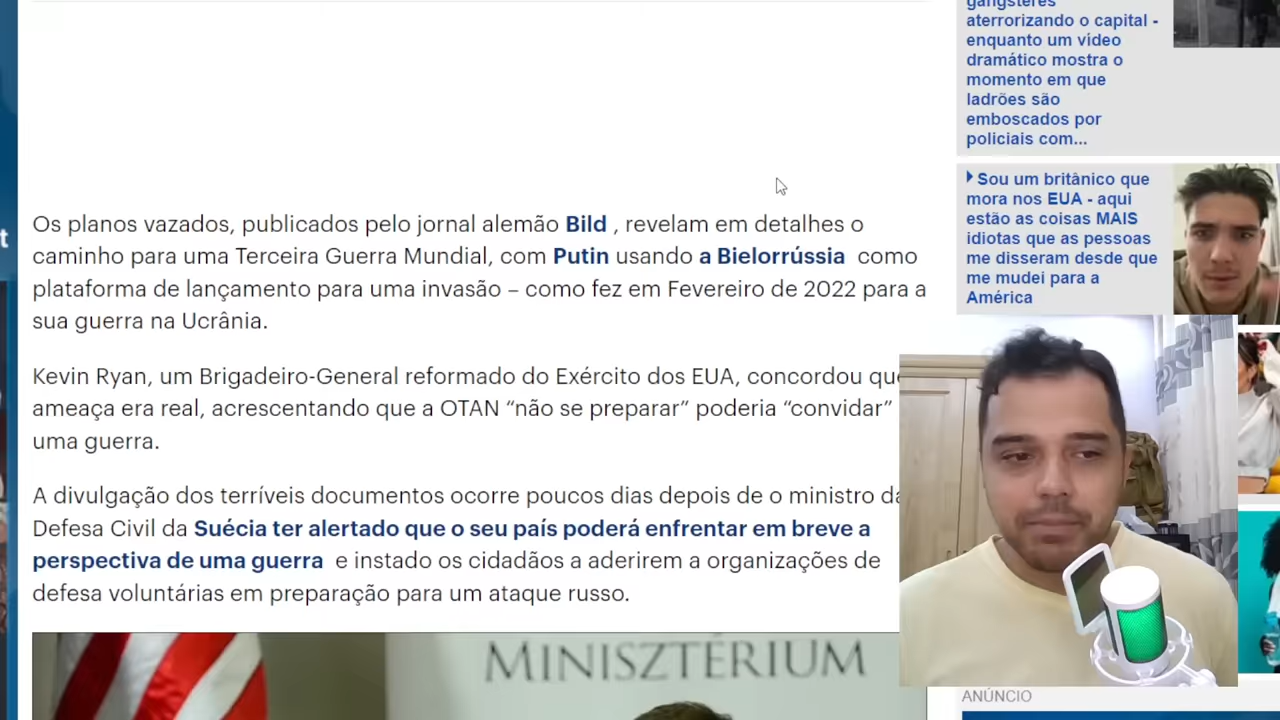 Os planos vazados, publicados pelo jornal alemão Bild , revelam em detalhes o
caminho para uma Terceira Guerra Mundial, com Putin usando a Bielorrússia como
plataforma de lançamento para uma invasão – como fez em Fevereiro de 2022 para a
sua guerra na Ucrânia.
Kevin Ryan, um Brigadeiro-General reformado do Exército dos EUA, concordou que
ameaça era real, acrescentando que a OTAN “não se preparar” poderia “convidar”
uma guerra.
A divulgação dos terríveis documentos ocorre poucos dias depois de o ministro da
Defesa Civil da Suécia ter alertado que o seu país poderá enfrentar em breve a
perspectiva de uma guerra e instado os cidadãos a aderirem a organizações de
defesa voluntárias em preparação para um ataque russo.
MINISZTÉRIUM
gângsteres
aterrorizando o capital -
enquanto um vídeo
dramático mostra o
momento em que
ladrões são
emboscados por
policiais com...
Sou um britânico que
mora nos EUA - aqui
estão as coisas MAIS
idiotas que as pessoas
me disseram desde que
me mudei para a
América
ANÚNCIO